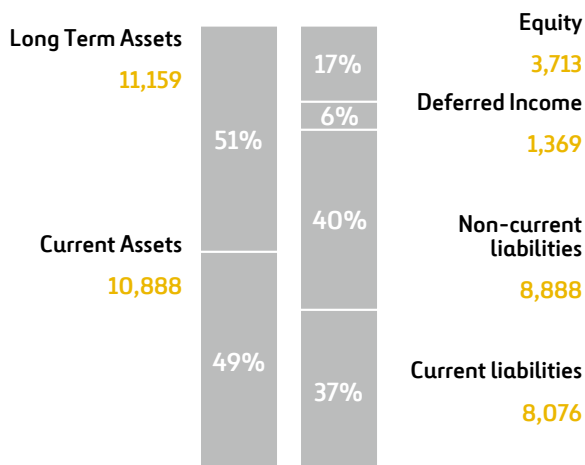 Long Term Assets
11,159
51%
Current Assets
10,888
49%
17%
6%
40%
37%
Equity
3,713
Deferred Income
1,369
Non-current
liabilities
8,888
Current liabilities
8,076